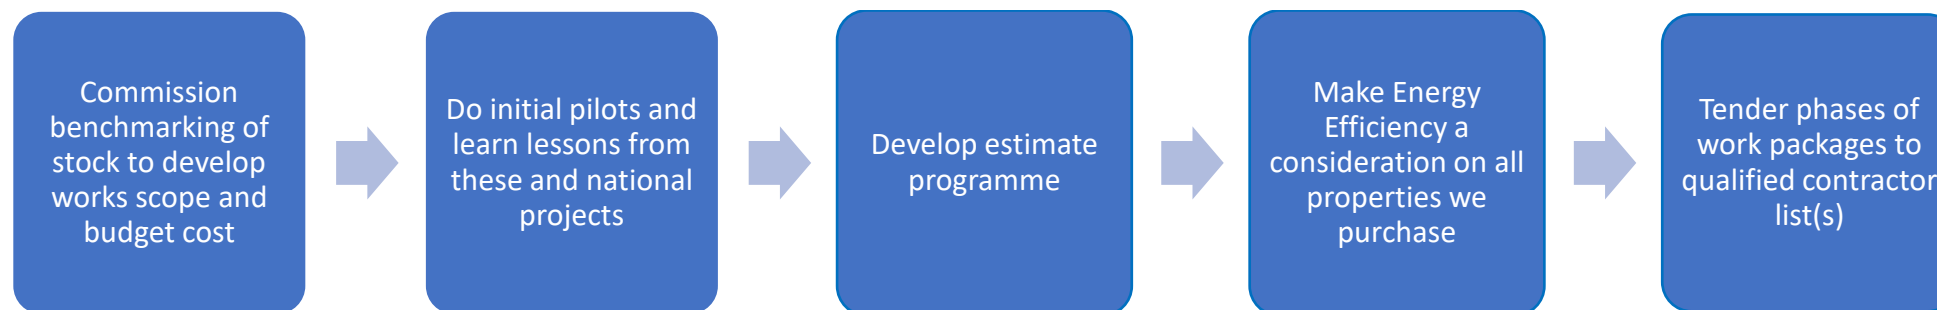 Commission
benchmarking of
stock to develop
works scope and
budget cost
Do initial pilots and
learn lessons from
these and national
projects
Develop estimate
programme
Make Energy
Efficiency a
consideration on all
properties we
purchase
Tender phases of
work packages to
qualified contractor
list(s)